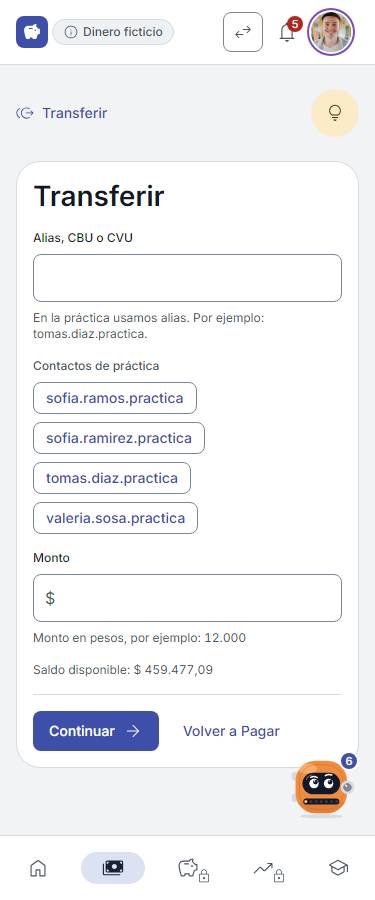 Dinero ficticio
5
Transferir
Transferir
Alias, CBU o CVU
En la práctica usamos alias. Por ejemplo:
tomas.diaz.practica.
Contactos de práctica
sofia.ramos.practica
sofia.ramirez.practica
tomas.diaz.practica
valeria.sosa.practica
Monto
$
Monto en pesos, por ejemplo: 12.000
Saldo disponible: $ 459.477,09
Continuar
Volver a Pagar
6